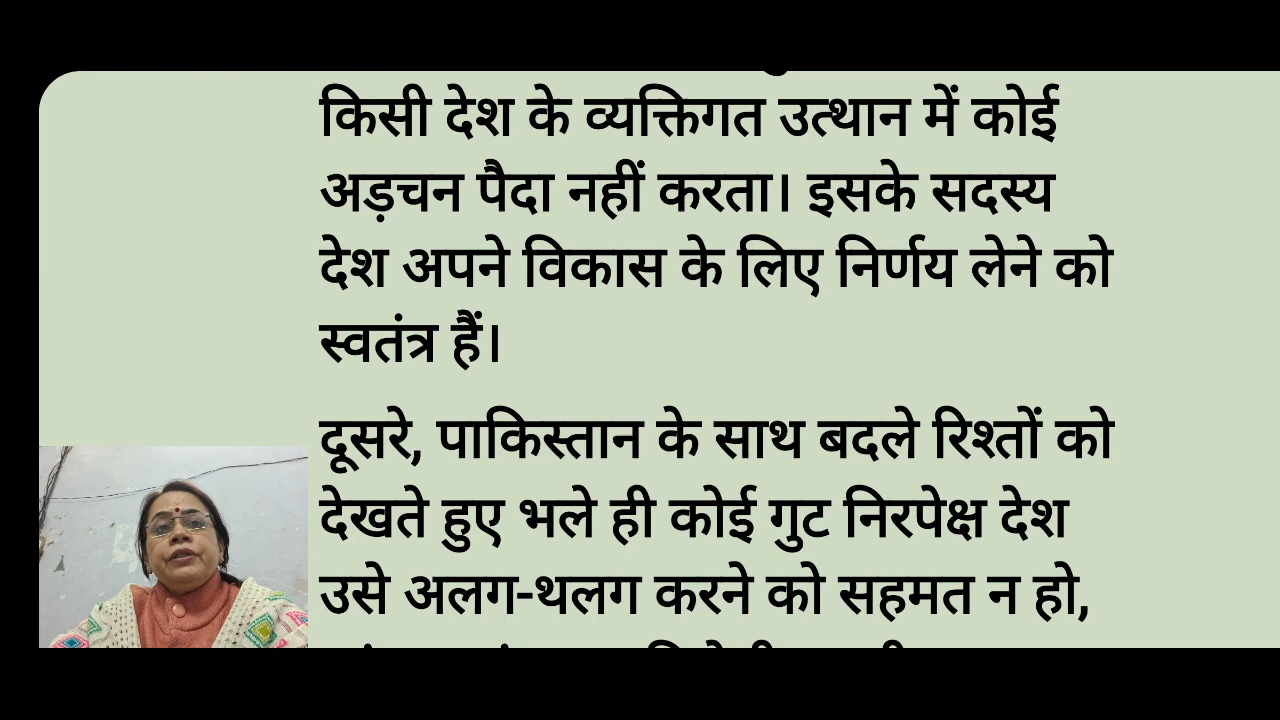 किसी देश के व्यक्तिगत उत्थान में कोई
अड़चन पैदा नहीं करता। इसके सदस्य
देश अपने विकास के लिए निर्णय लेने को
स्वतंत्र हैं।
दूसरे, पाकिस्तान के साथ बदले रिश्तों को
देखते हुए भले ही कोई गुट निरपेक्ष देश
उसे अलग-थलग करने को सहमत न हो,